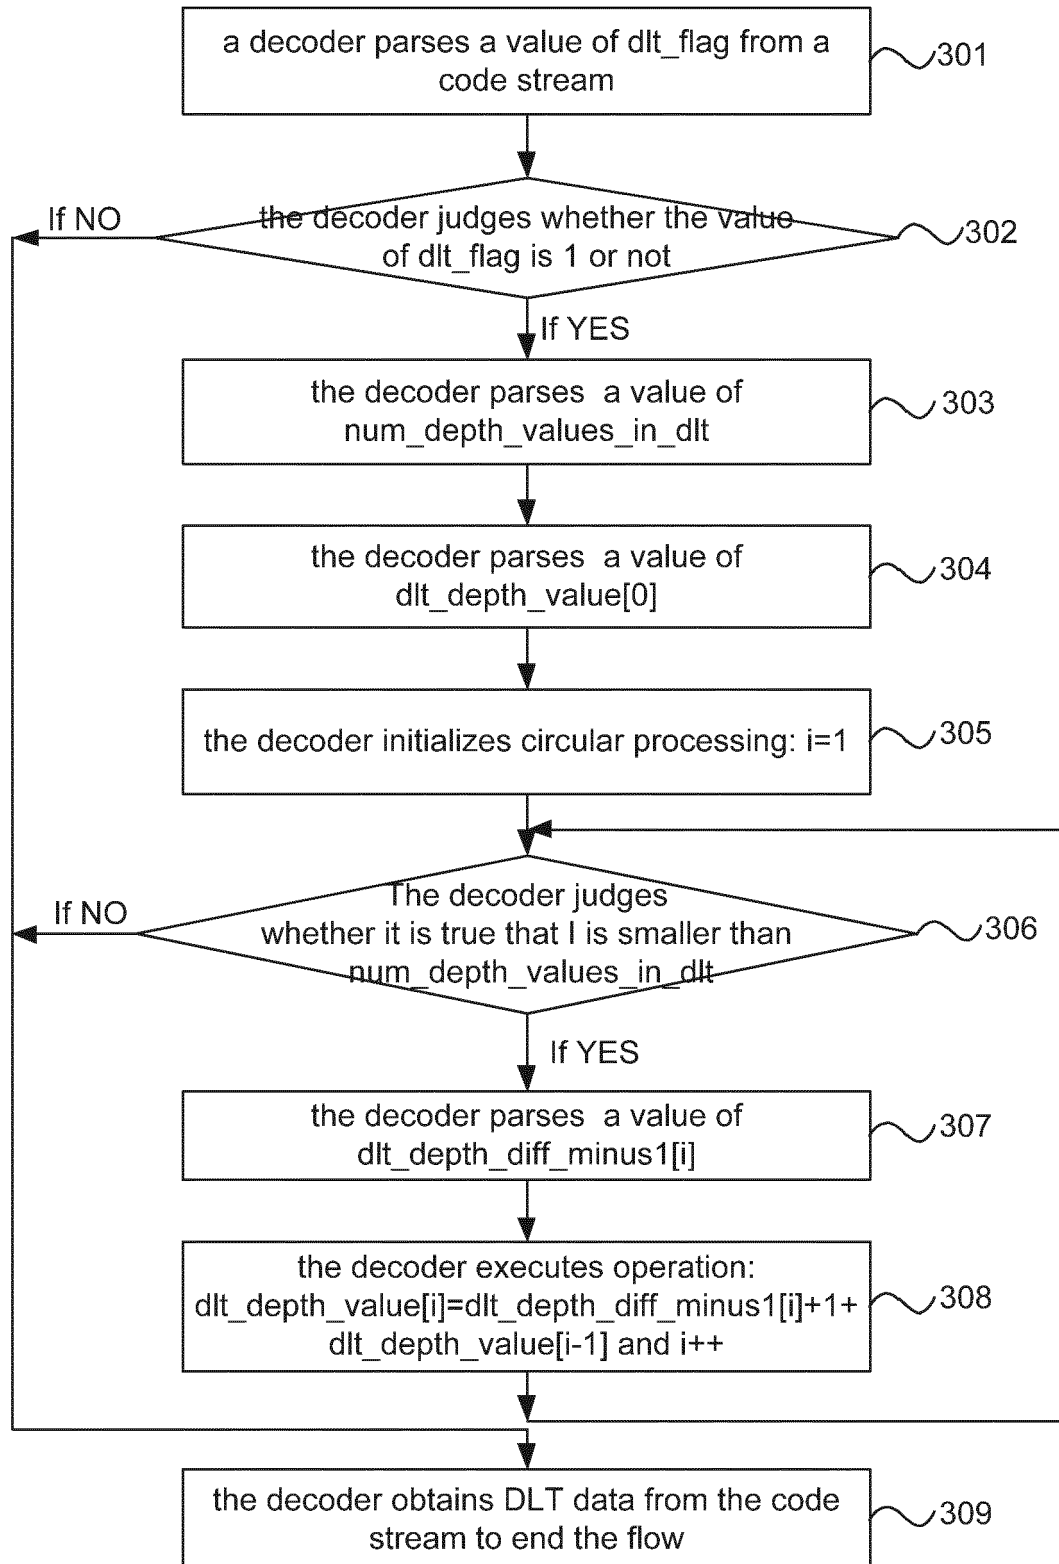 a decoder parses a value of dlt_flag from a
code stream
301
If NO
the decoder judges whether the value
of dlt_flag is 1 or not
302
If YES
the decoder parses a value of
num_depth_values_in_dlt
303
the decoder parses a value of
dlt_depth_value[0]
304
the decoder initializes circular processing: i=1
305
If NO
The decoder judges
whether it is true that I is smaller than
num_depth_values_in_dlt
306
If YES
the decoder parses a value of
dlt_depth_diff_minus1[i]
307
the decoder executes operation:
dlt_depth_value[i]=dlt_depth_diff_minus1[i]+1+
dlt_depth_value[i-1] and i++
308
the decoder obtains DLT data from the code
stream to end the flow
309